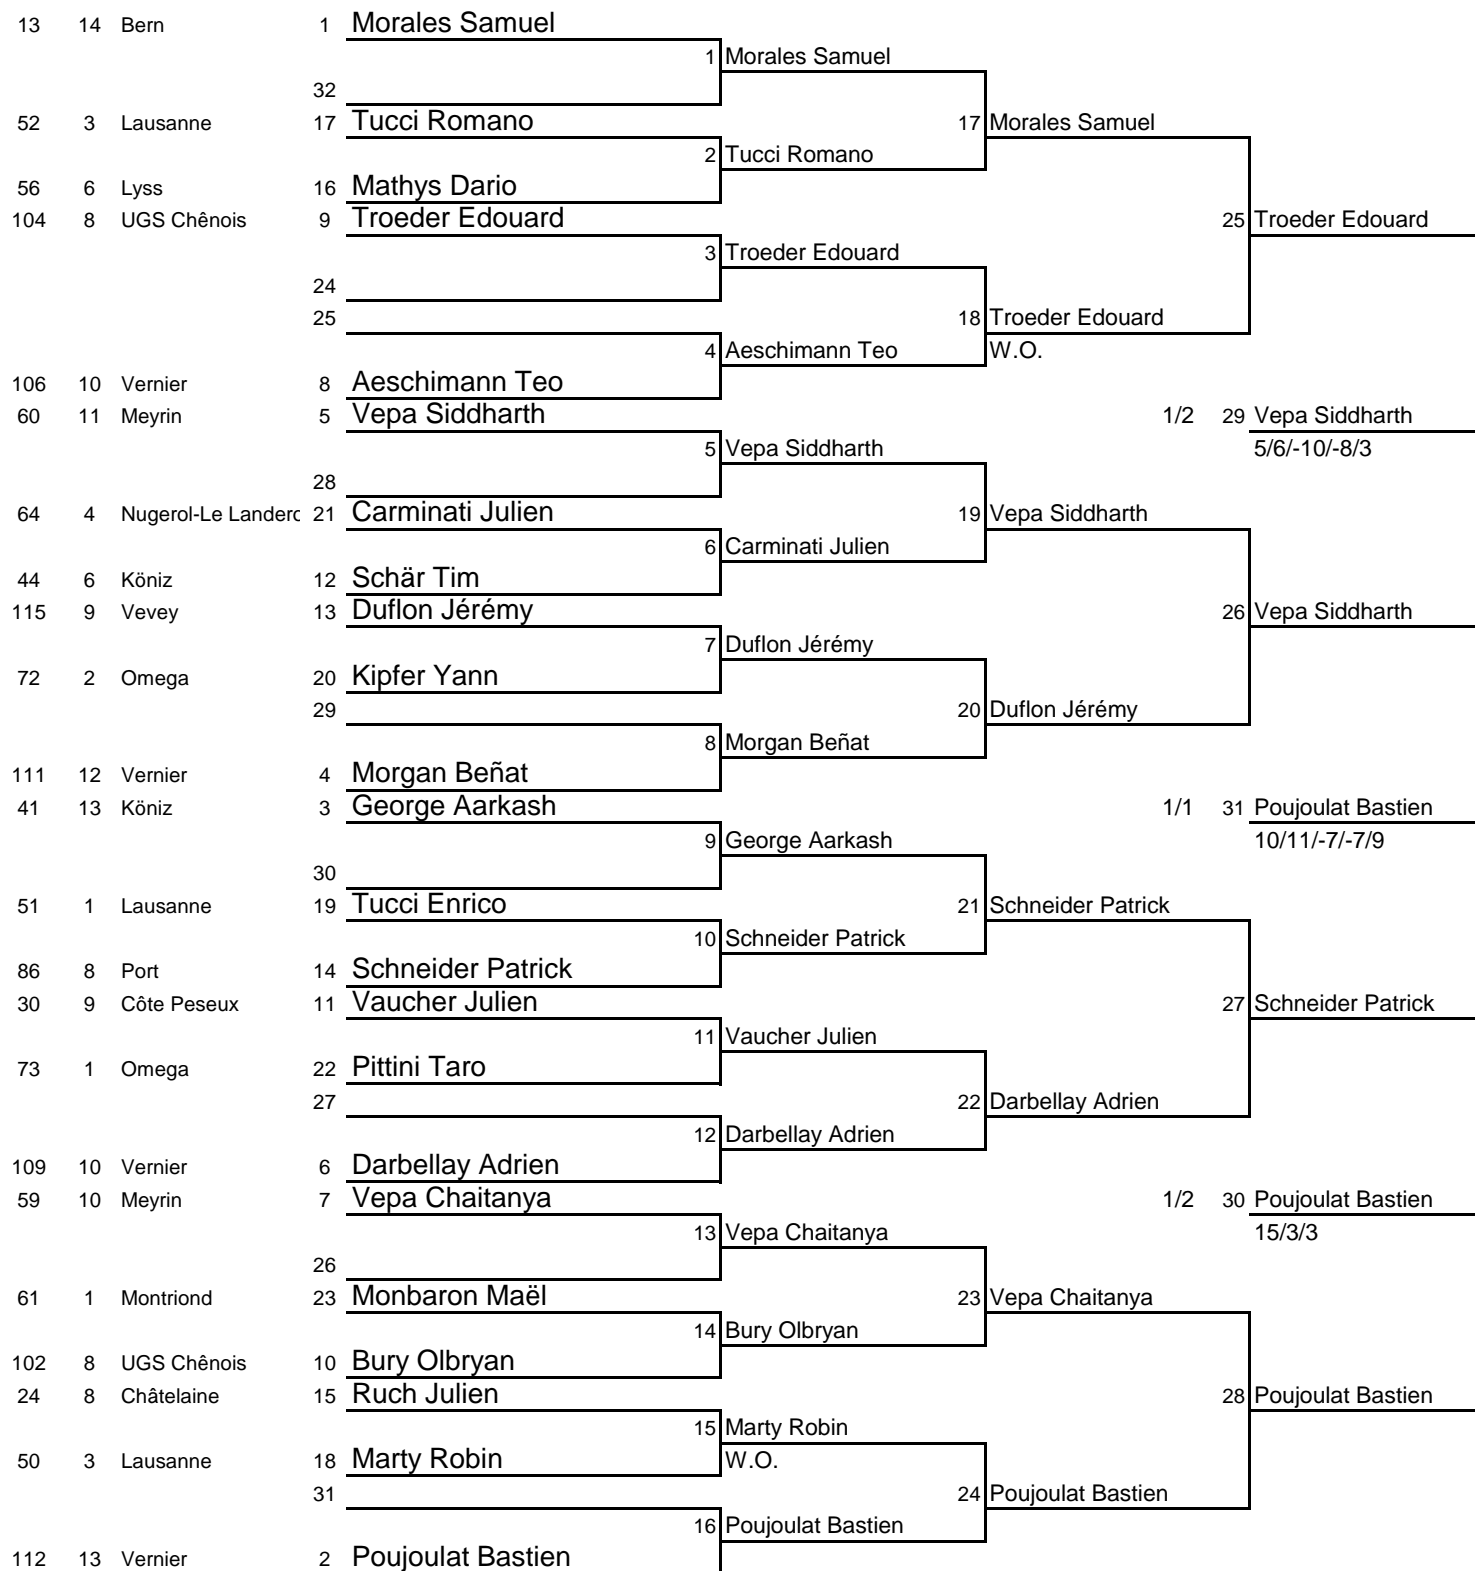 13 14 Bern 1 Morales Samuel
1 Morales Samuel
32
52 3 Lausanne 17 Tucci Romano 17 Morales Samuel
2 Tucci Romano
56 6 Lyss 16 Mathys Dario
104 8 UGS Chênois 9 Troeder Edouard 25 Troeder Edouard
3 Troeder Edouard
24
25 18 Troeder Edouard
4 Aeschimann Teo W.O.
106 10 Vernier 8 Aeschimann Teo
60 11 Meyrin 5 Vepa Siddharth 1/2 29 Vepa Siddharth
5 Vepa Siddharth 5/6/-10/-8/3
28
64 4 Nugerol-Le Landerc 21 Carminati Julien 19 Vepa Siddharth
6 Carminati Julien
44 6 Köniz 12 Schär Tim
115 9 Vevey 13 Duflon Jérémy 26 Vepa Siddharth
7 Duflon Jérémy
72 2 Omega 20 Kipfer Yann
29 20 Duflon Jérémy
8 Morgan Beñat
111 12 Vernier 4 Morgan Beñat
41 13 Köniz 3 George Aarkash 1/1 31 Poujoulat Bastien
9 George Aarkash 10/11/-7/-7/9
30
51 1 Lausanne 19 Tucci Enrico 21 Schneider Patrick
10 Schneider Patrick
86 8 Port 14 Schneider Patrick
30 9 Côte Peseux 11 Vaucher Julien 27 Schneider Patrick
11 Vaucher Julien
73 1 Omega 22 Pittini Taro
27 22 Darbellay Adrien
12 Darbellay Adrien
109 10 Vernier 6 Darbellay Adrien
59 10 Meyrin 7 Vepa Chaitanya 1/2 30 Poujoulat Bastien
13 Vepa Chaitanya 15/3/3
26
61 1 Montriond 23 Monbaron Maël 23 Vepa Chaitanya
14 Bury Olbryan
102 8 UGS Chênois 10 Bury Olbryan
24 8 Châtelaine 15 Ruch Julien 28 Poujoulat Bastien
15 Marty Robin
50 3 Lausanne 18 Marty Robin W.O.
31 24 Poujoulat Bastien
16 Poujoulat Bastien
112 13 Vernier 2 Poujoulat Bastien